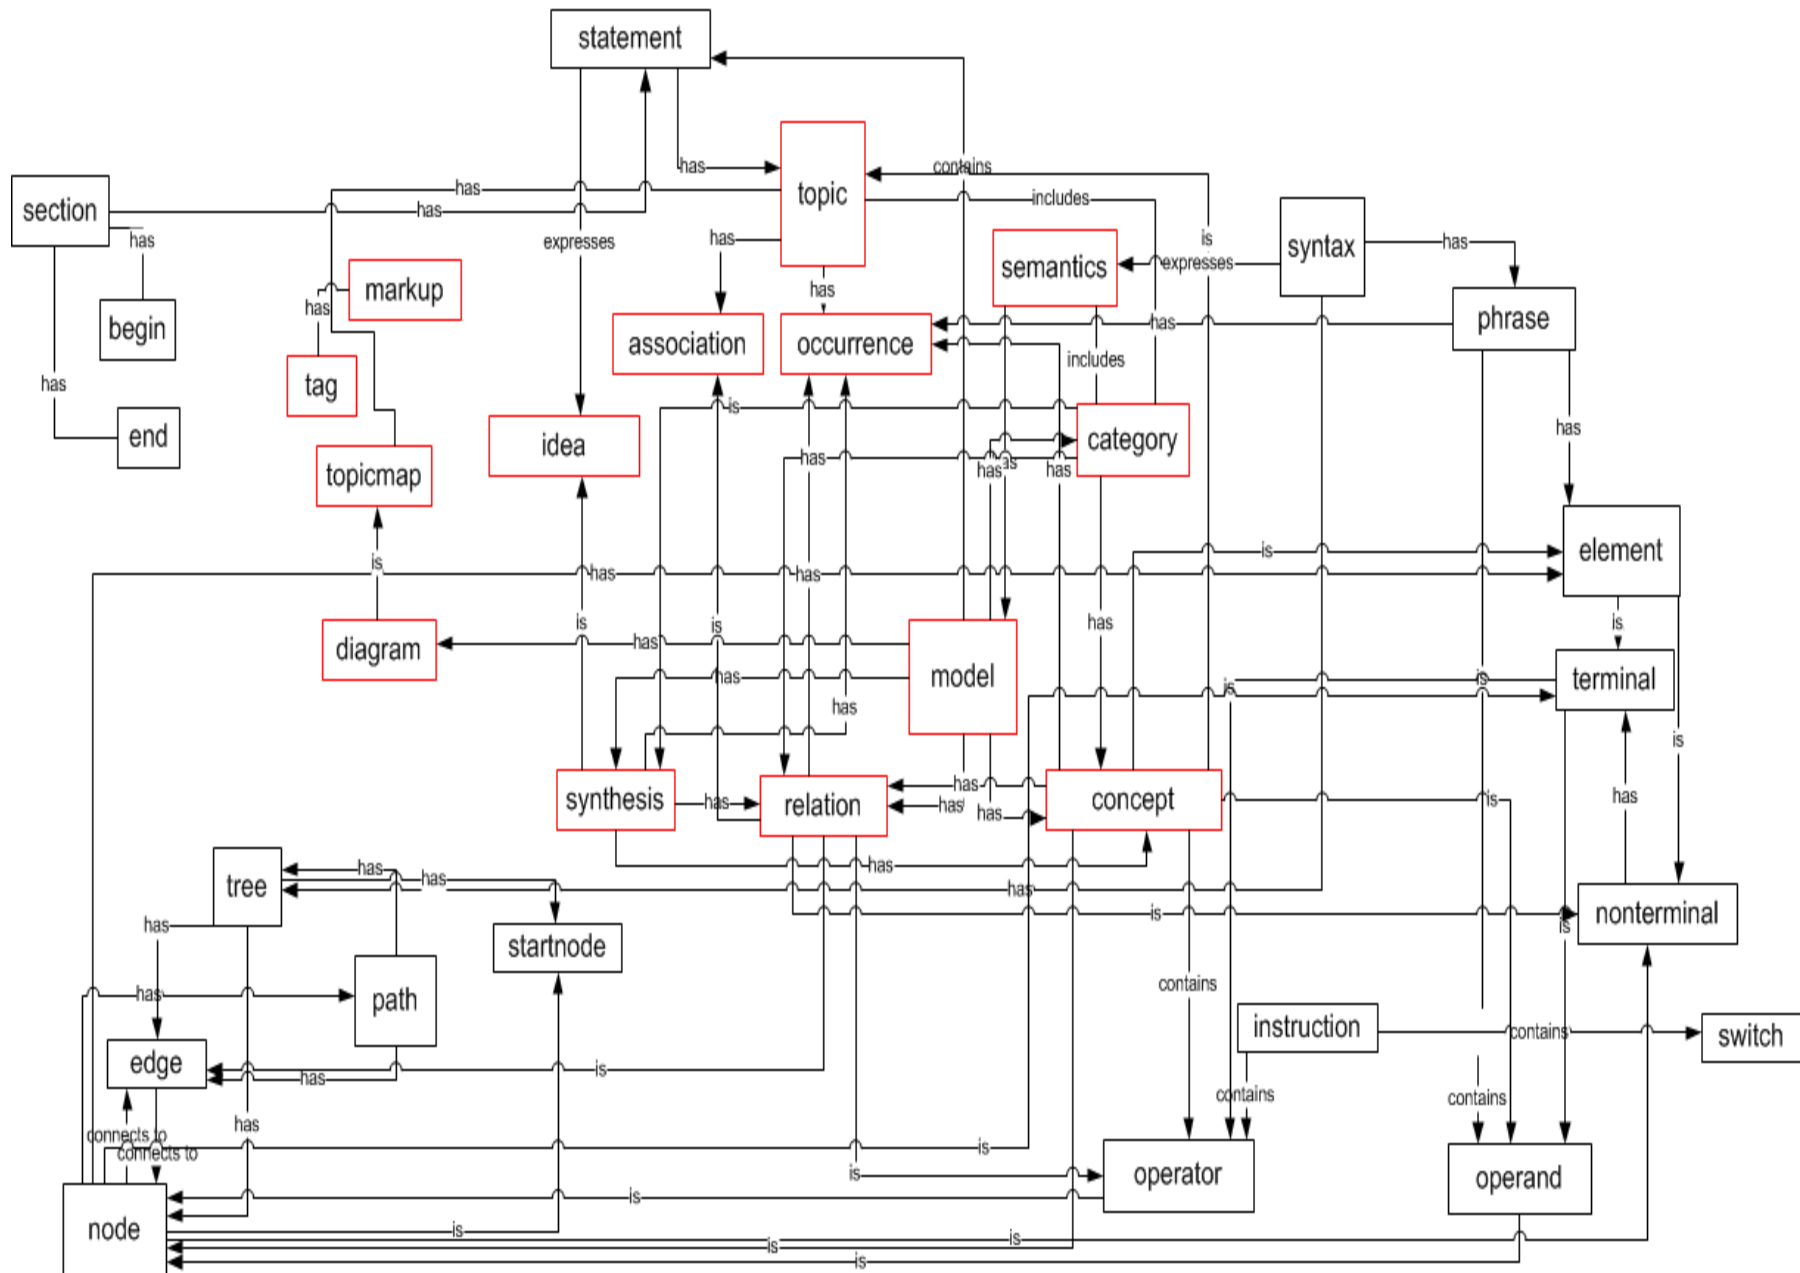 statement
has
contains
topic
has
section
has
includes
is
syntax
has
has
expresses
has
semantics
expresses
markup
has
has
phrase
begin
association
occurrence
has
includes
tag
has
is
has
end
idea
category
topicmap
has
has
as
has
is
element
is
has
has
is
is
has
is
diagram
has
model
is
terminal
has
is
has
is
synthesis
has
relation
has
has
has
concept
is
has
has
tree
has
has
has
is
nonterminal
has
startnode
is
contains
has
path
instruction
contains
switch
edge
has
is
contains
contains
has
connects to
connects to
is
is
operator
operand
is
node
is
is
is
is